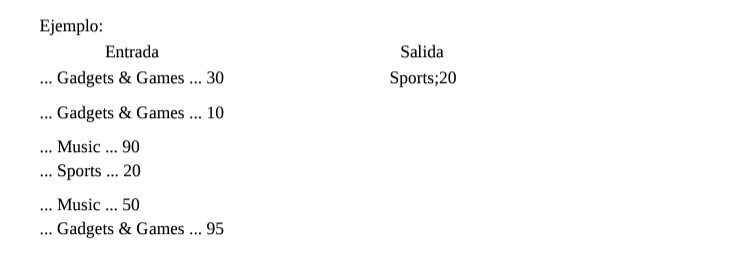 Ejemplo:
Entrada Salida
... Gadgets & Games ... 30 Sports;20
... Gadgets & Games ... 10
... Music ... 90
... Sports ... 20
... Music ... 50
... Gadgets & Games ... 95